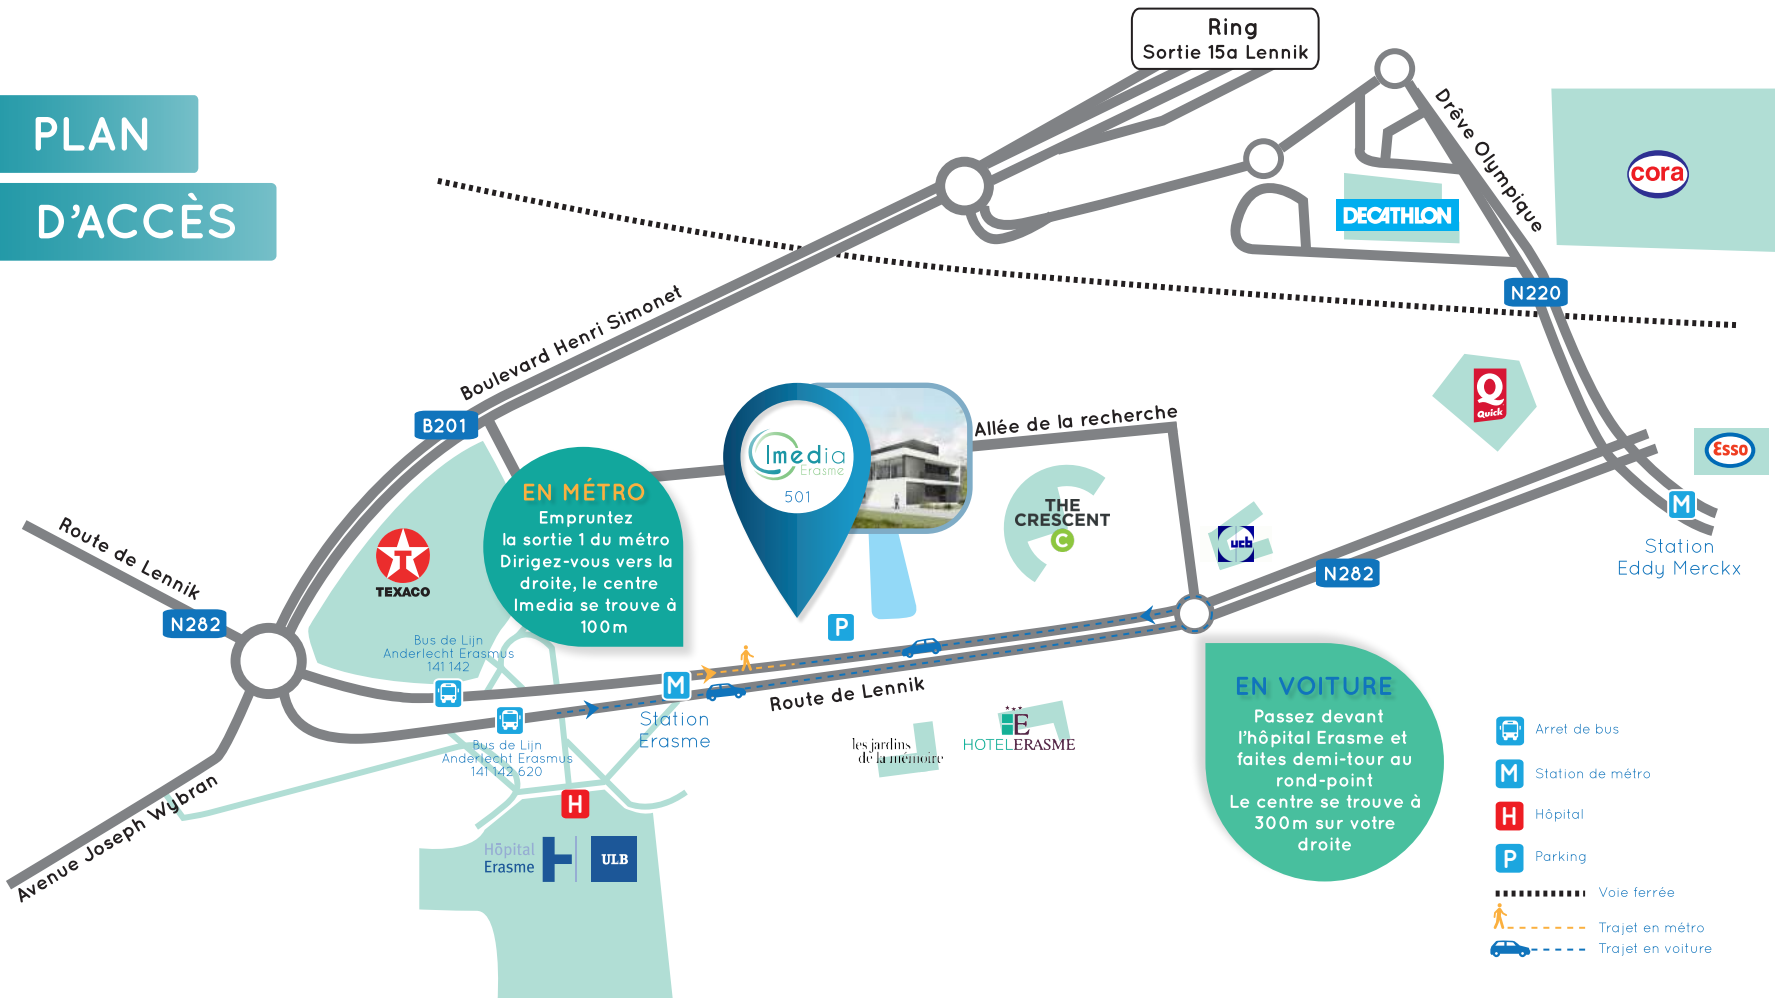 PLAN
D'ACCÈS
Ring
Sortie 15a Lennik
Drêve Olympique
cora
DECATHLON
N220
Boulevard Henri Simonet
B201
Q
Quick
Esso
M
Station
Eddy Merckx
Allée de la recherche
Imedia
Erasme
501
EN MÉTRO
Empruntez
la sortie 1 du métro
Dirigez-vous vers la
droite, le centre
Imedia se trouve à
100m
THE
CRESCENT
C
ucb
N282
Route de Lennik
N282
T
TEXACO
Bus de Lijn
Anderlecht Erasmus
141 142
P
M
Station
Erasme
Route de Lennik
Bus de Lijn
Anderlecht Erasmus
141 142 620
les jardins
de la mémoire
E
HOTELERASME
EN VOITURE
Passez devant
l'hôpital Erasme et
faites demi-tour au
rond-point
Le centre se trouve à
300m sur votre
droite
Avenue Joseph Wybran
H
Hôpital
Erasme
ULB
Arret de bus
M Station de métro
H Hôpital
P Parking
Voie ferrée
Trajet en métro
Trajet en voiture